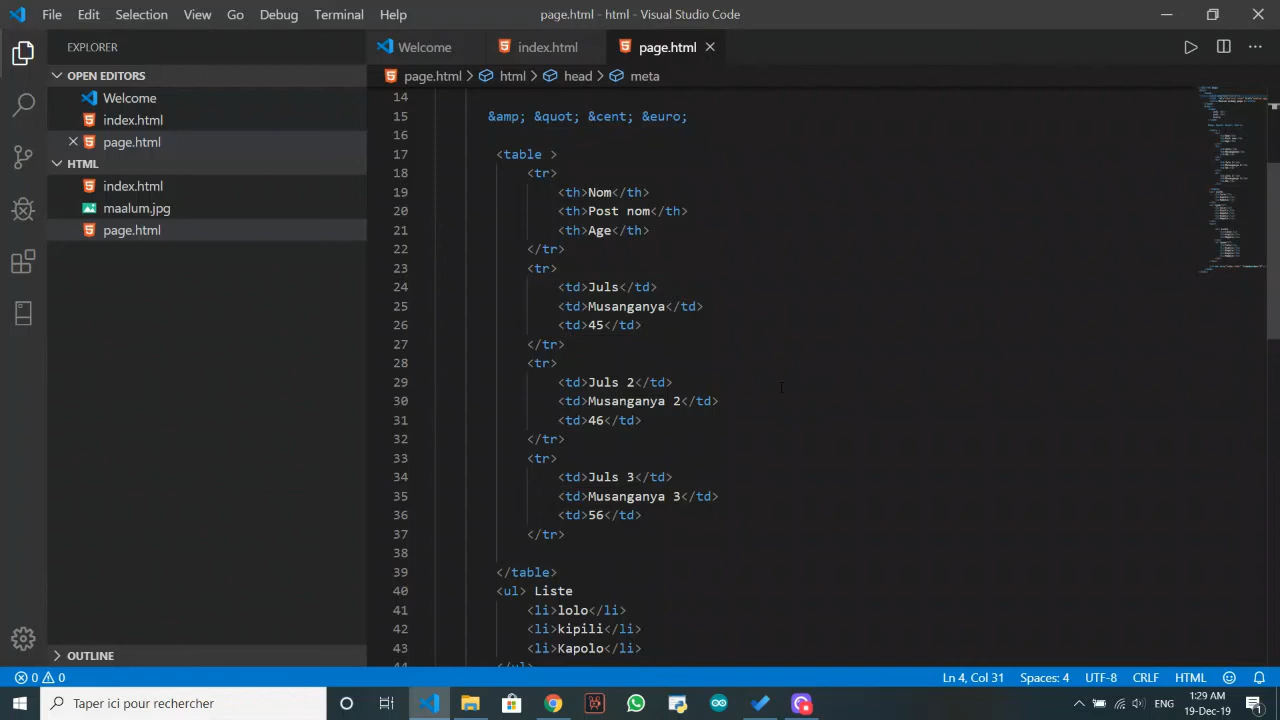 File Edit Selection View Go Debug Terminal Help page.html - html - Visual Studio Code
EXPLORER
Welcome index.html page.html
OPEN EDITORS
page.html > html > head > meta
Welcome
index.html
page.html
HTML
index.html
maalum.jpg
page.html
14
15 &amp; &quot; &cent; &euro;
16
17 <table >
18 <tr>
19 <th>Nom</th>
20 <th>Post nom</th>
21 <th>Age</th>
22 </tr>
23 <tr>
24 <td>Juls</td>
25 <td>Musanganya</td>
26 <td>45</td>
27 </tr>
28 <tr>
29 <td>Juls 2</td>
30 <td>Musanganya 2</td>
31 <td>46</td>
32 </tr>
33 <tr>
34 <td>Juls 3</td>
35 <td>Musanganya 3</td>
36 <td>56</td>
37 </tr>
38
39 </table>
40 <ul> Liste
41 <li>lolo</li>
42 <li>kipili</li>
43 <li>Kapolo</li>
44 </ul>
OUTLINE
0 0 Ln 4, Col 31 Spaces: 4 UTF-8 CRLF HTML
Taper ici pour rechercher
ENG
1:29 AM
19-Dec-19
1